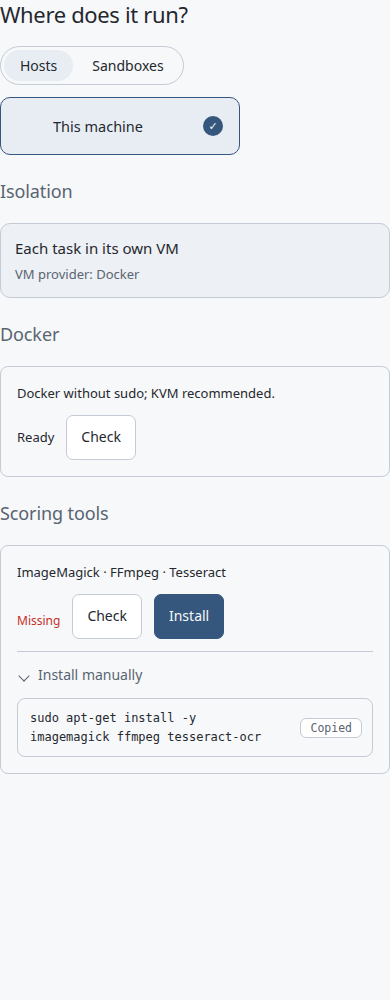 Where does it run?
Hosts
Sandboxes
This machine
Isolation
Each task in its own VM
VM provider: Docker
Docker
Docker without sudo; KVM recommended.
Ready
Check
Scoring tools
ImageMagick · FFmpeg · Tesseract
Missing
Check
Install
Install manually
sudo apt-get install -y
imagemagick ffmpeg tesseract-ocr
Copied